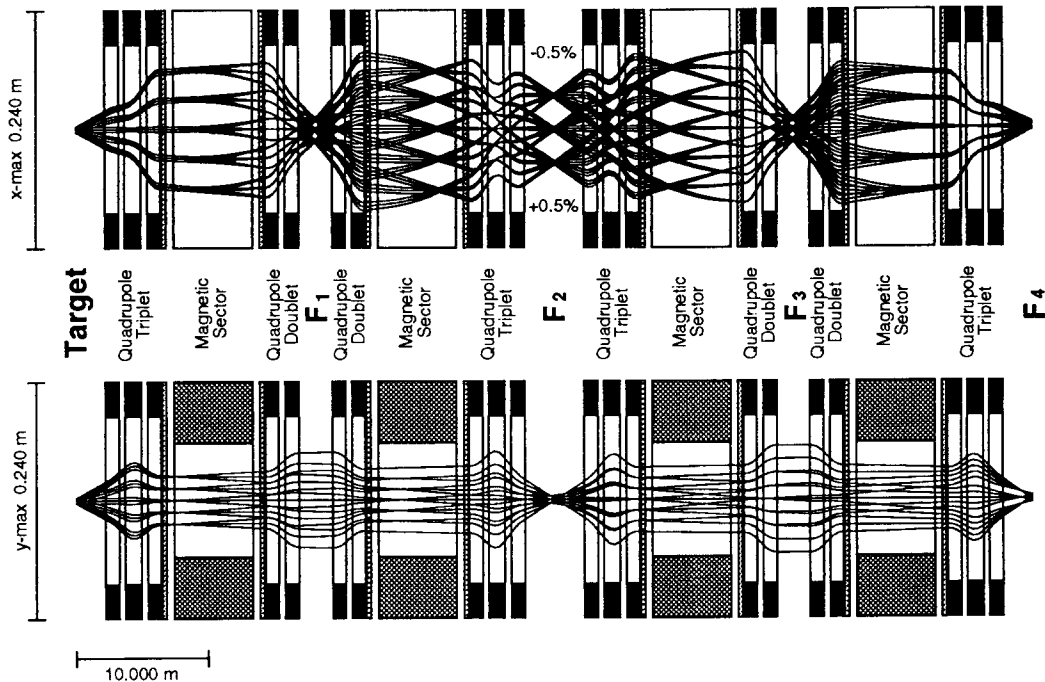 x-max 0.240 m
-0.5%
+0.5%
Target
Quadrupole
Triplet
Magnetic
Sector
Quadrupole
Doublet
F1
Quadrupole
Doublet
Magnetic
Sector
Quadrupole
Triplet
F2
Quadrupole
Triplet
Magnetic
Sector
Quadrupole
Doublet
F3
Quadrupole
Doublet
Magnetic
Sector
Quadrupole
Triplet
F4
y-max 0.240 m
10.000 m